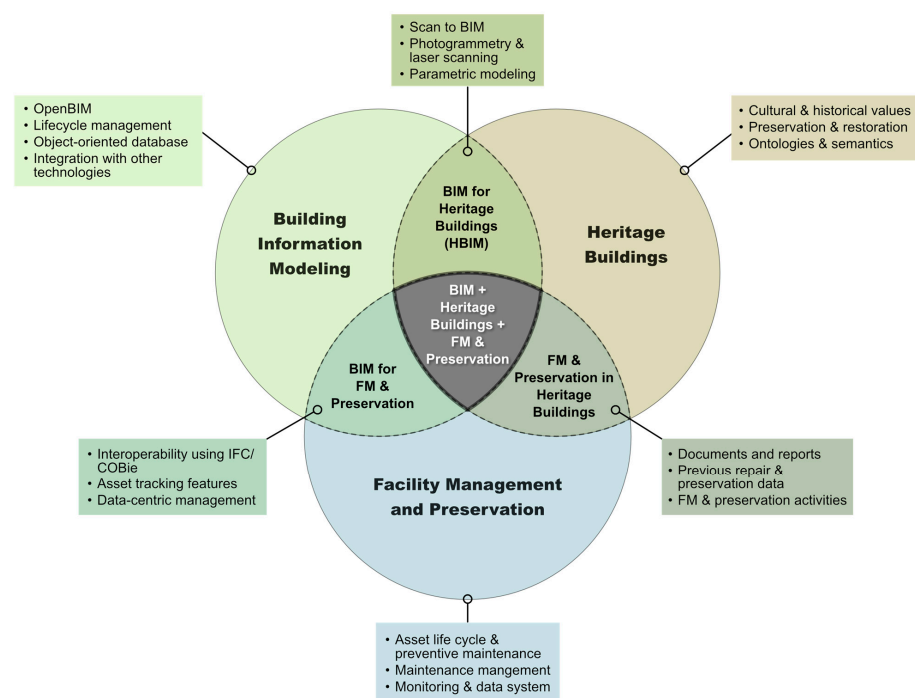 • Scan to BIM
• Photogrammetry &
laser scanning
• Parametric modeling
• OpenBIM
• Lifecycle management
• Object-oriented database
• Integration with other
technologies
• Cultural & historical values
• Preservation & restoration
• Ontologies & semantics
Building
Information
Modeling
BIM for
Heritage
Buildings
(HBIM)
Heritage
Buildings
BIM +
Heritage
Buildings +
FM &
Preservation
BIM for
FM &
Preservation
FM &
Preservation in
Heritage
Buildings
• Interoperability using IFC/
COBie
• Asset tracking features
• Data-centric management
Facility Management
and Preservation
• Documents and reports
• Previous repair &
preservation data
• FM & preservation activities
• Asset life cycle &
preventive maintenance
• Maintenance mangement
• Monitoring & data system